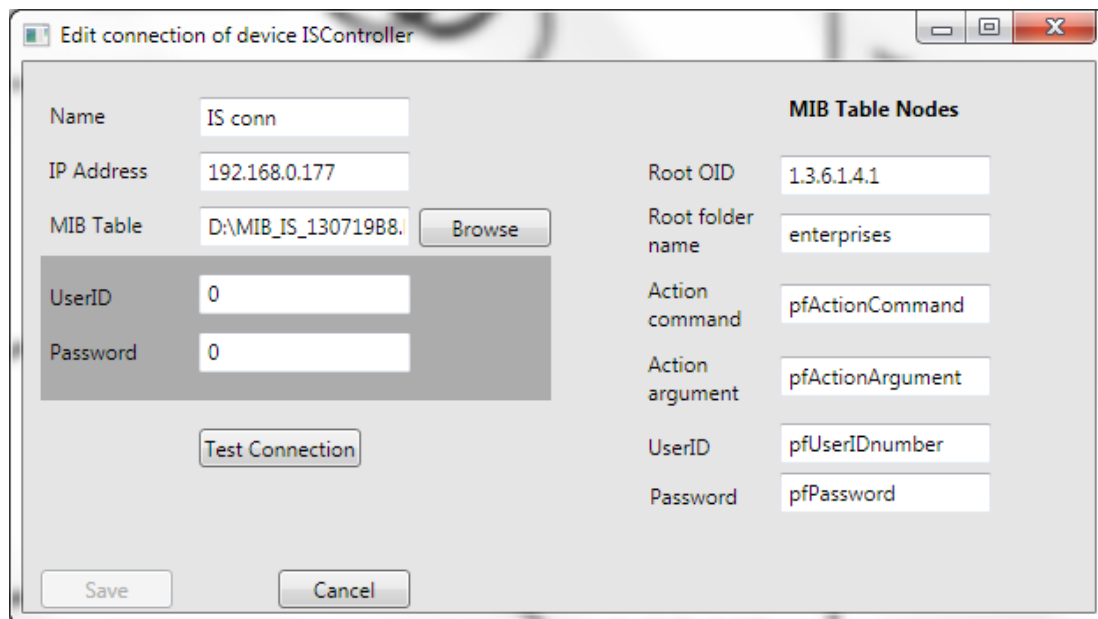 Edit connection of device ISController
Name
IS conn
IP Address
192.168.0.177
MIB Table
D:\MIB_IS_130719B8.
Browse
UserID
0
Password
0
Test Connection
Save
Cancel
MIB Table Nodes
Root OID
1.3.6.1.4.1
Root folder
name
enterprises
Action
command
pfActionCommand
Action
argument
pfActionArgument
UserID
pfUserIDnumber
Password
pfPassword